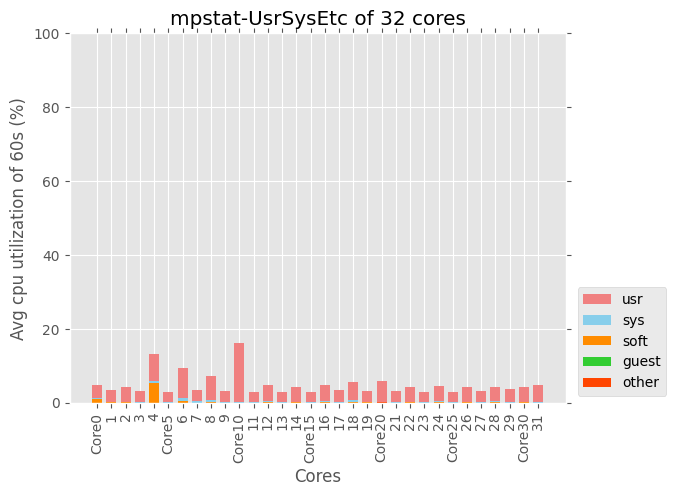 mpstat-UsrSysEtc of 32 cores
100
80
60
40
20
0
Avg cpu utilization of 60s (%)
Core0
1
2
3
4
Core5
6
7
8
9
Core10
11
12
13
14
Core15
16
17
18
19
Core20
21
22
23
24
Core25
26
27
28
29
Core30
31
Cores
usr
sys
soft
guest
other